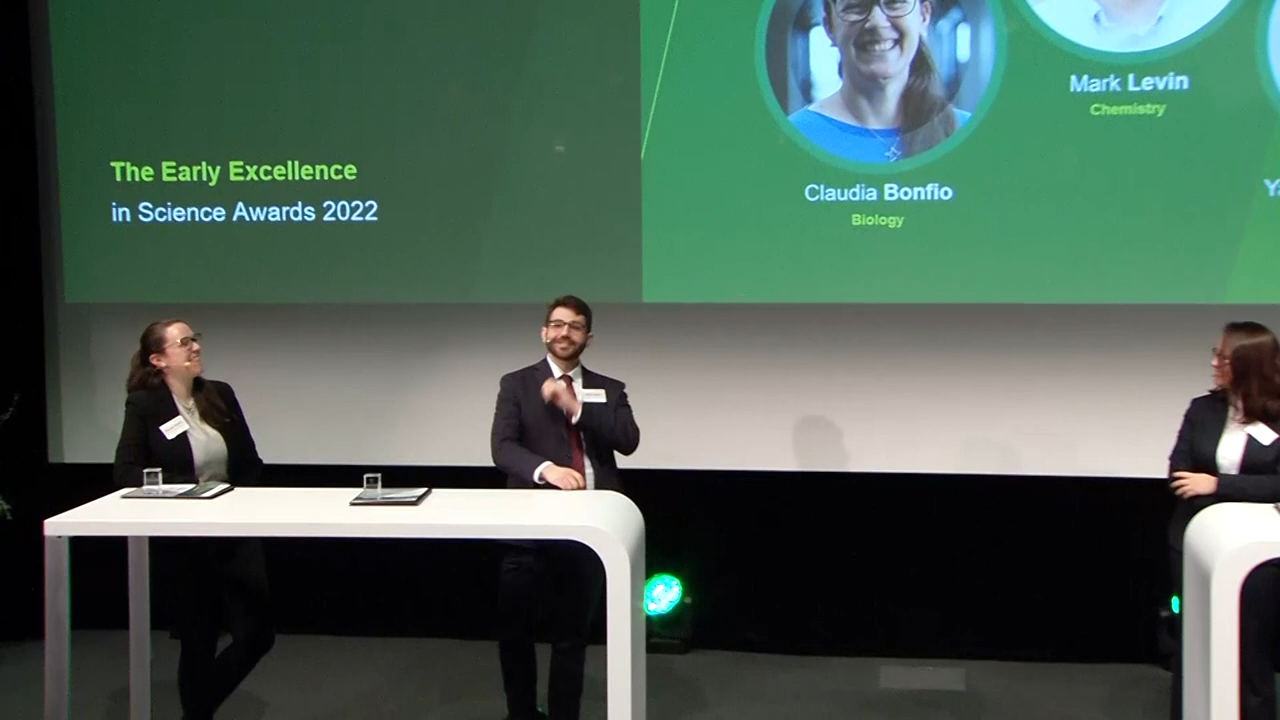 The Early Excellence
in Science Awards 2022
Mark Levin
Chemistry
Claudia Bonfio
Biology
Y